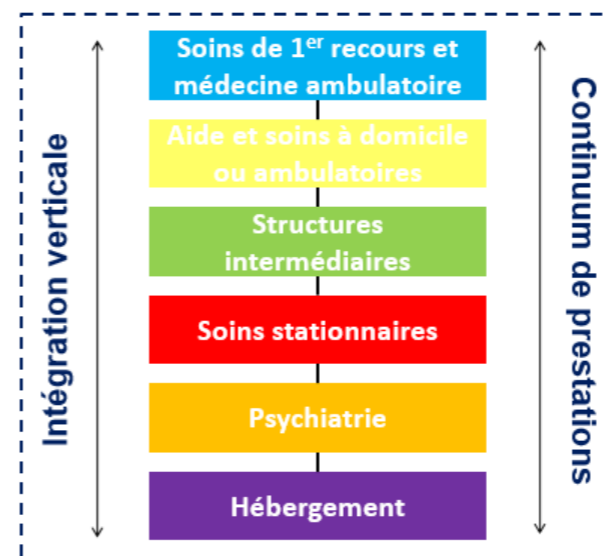 Intégration verticale
Soins de 1er recours et
médecine ambulatoire
Aide et soins à domicile
ou ambulatoires
Structures
intermédiaires
Soins stationnaires
Psychiatrie
Hébergement
Continuum de prestations